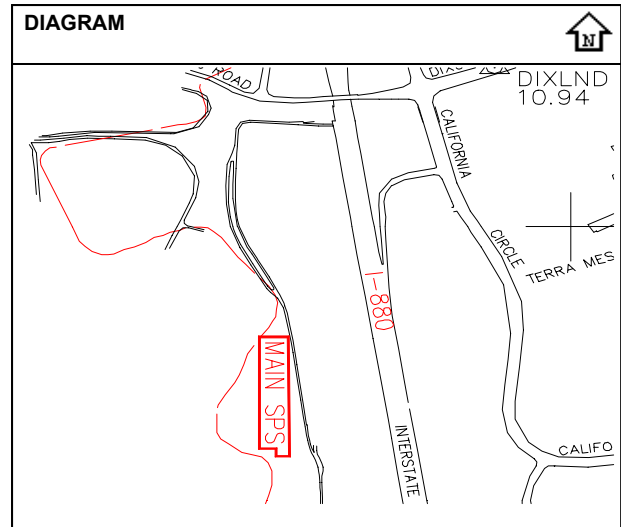 DIAGRAM
N
ROAD
DIXLND
10.94
CALIFORNIA
CIRCLE
TERRA MES
I-880
MAIN SPS
INTERSTATE
CALIFO